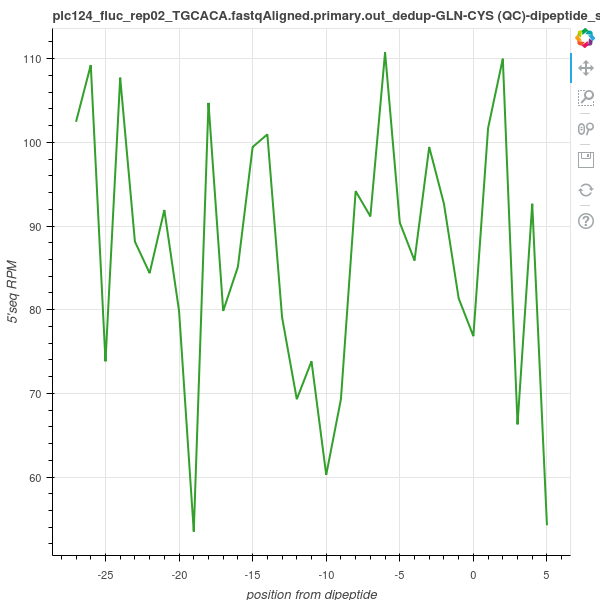 plc124_fluc_rep02_TGCACA.fastqAligned.primary.out_dedup-GLN-CYS (QC)-dipeptide_s
110
100
90
80
70
60
5'seq RPM
-25 -20 -15 -10 -5 0 5
position from dipeptide